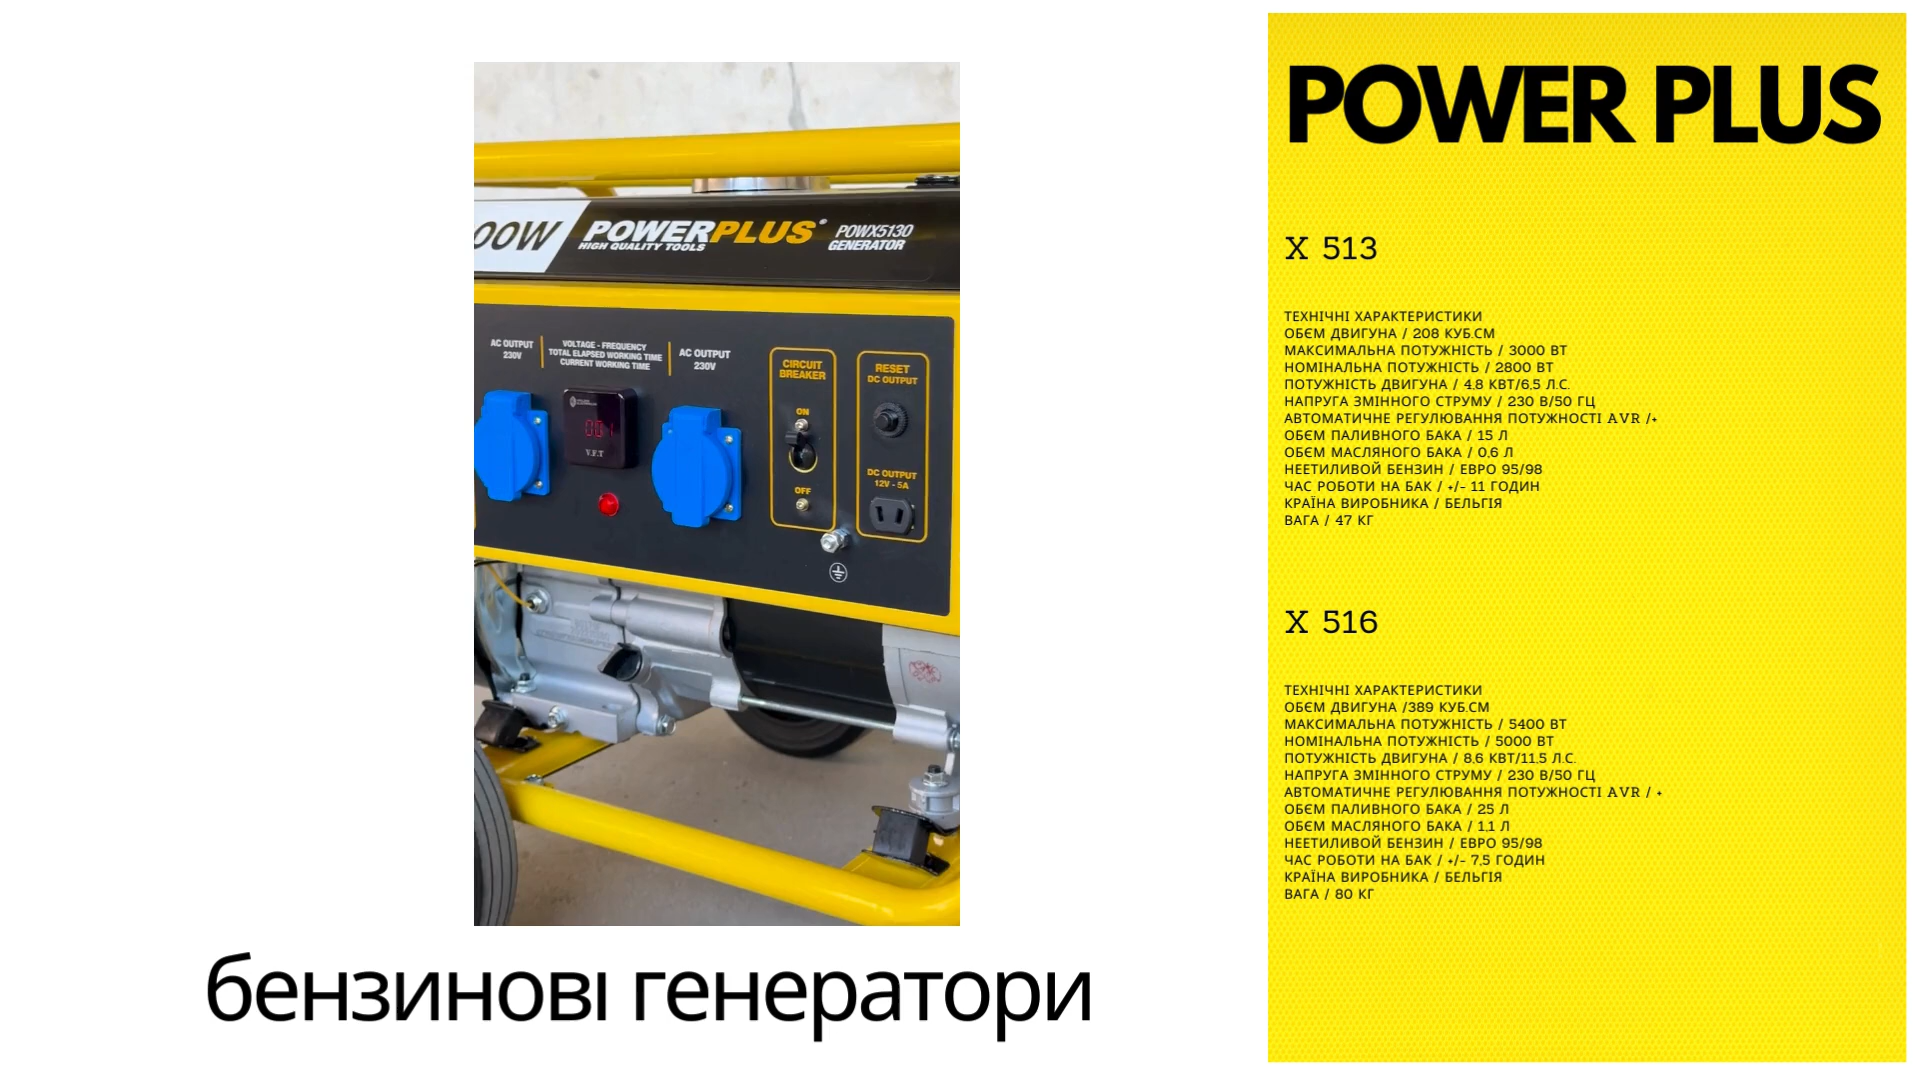 00W
POWERPLUS®
HIGH QUALITY TOOLS
POWX5130
GENERATOR
AC OUTPUT
230V
VOLTAGE - FREQUENCY
TOTAL ELAPSED WORKING TIME
CURRENT WORKING TIME
AC OUTPUT
230V
CIRCUIT
BREAKER
ON
OFF
RESET
DC OUTPUT
DC OUTPUT
12V - 5A
V.F.T
бензинові генератори
POWER PLUS
X 513
ТЕХНІЧНІ ХАРАКТЕРИСТИКИ
ОБЄМ ДВИГУНА / 208 КУБ.СМ
МАКСИМАЛЬНА ПОТУЖНІСТЬ / 3000 ВТ
НОМІНАЛЬНА ПОТУЖНІСТЬ / 2800 ВТ
ПОТУЖНІСТЬ ДВИГУНА / 4.8 КВТ/6,5 Л.С.
НАПРУГА ЗМІННОГО СТРУМУ / 230 В/50 ГЦ
АВТОМАТИЧНЕ РЕГУЛЮВАННЯ ПОТУЖНОСТІ AVR /+
ОБЄМ ПАЛИВНОГО БАКА / 15 Л
ОБЄМ МАСЛЯНОГО БАКА / 0,6 Л
НЕЕТИЛИВОЙ БЕНЗИН / ЕВРО 95/98
ЧАС РОБОТИ НА БАК / +/- 11 ГОДИН
КРАЇНА ВИРОБНИКА / БЕЛЬГІЯ
ВАГА / 47 КГ
X 516
ТЕХНІЧНІ ХАРАКТЕРИСТИКИ
ОБЄМ ДВИГУНА /389 КУБ.СМ
МАКСИМАЛЬНА ПОТУЖНІСТЬ / 5400 ВТ
НОМІНАЛЬНА ПОТУЖНІСТЬ / 5000 ВТ
ПОТУЖНІСТЬ ДВИГУНА / 8,6 КВТ/11,5 Л.С.
НАПРУГА ЗМІННОГО СТРУМУ / 230 В/50 ГЦ
АВТОМАТИЧНЕ РЕГУЛЮВАННЯ ПОТУЖНОСТІ AVR / +
ОБЄМ ПАЛИВНОГО БАКА / 25 Л
ОБЄМ МАСЛЯНОГО БАКА / 1,1 Л
НЕЕТИЛИВОЙ БЕНЗИН / ЕВРО 95/98
ЧАС РОБОТИ НА БАК / +/- 7,5 ГОДИН
КРАЇНА ВИРОБНИКА / БЕЛЬГІЯ
ВАГА / 80 КГ